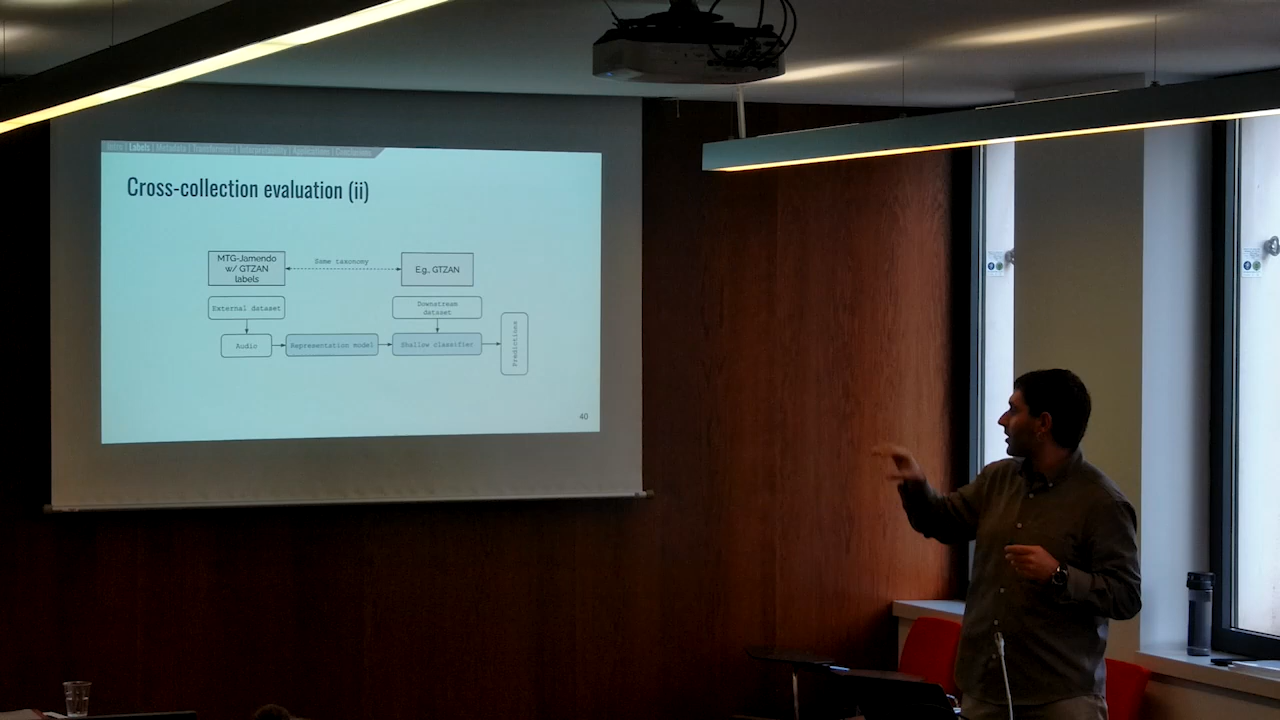 Intro | Labels | Metadata | Transformers | Interpretability | Applications | Conclusions
Cross-collection evaluation (ii)
MTG-Jamendo
w/ GTZAN
labels
Same taxonomy
E.g., GTZAN
External dataset
Downstream
dataset
Audio
Representation model
Shallow classifier
Predictions
40